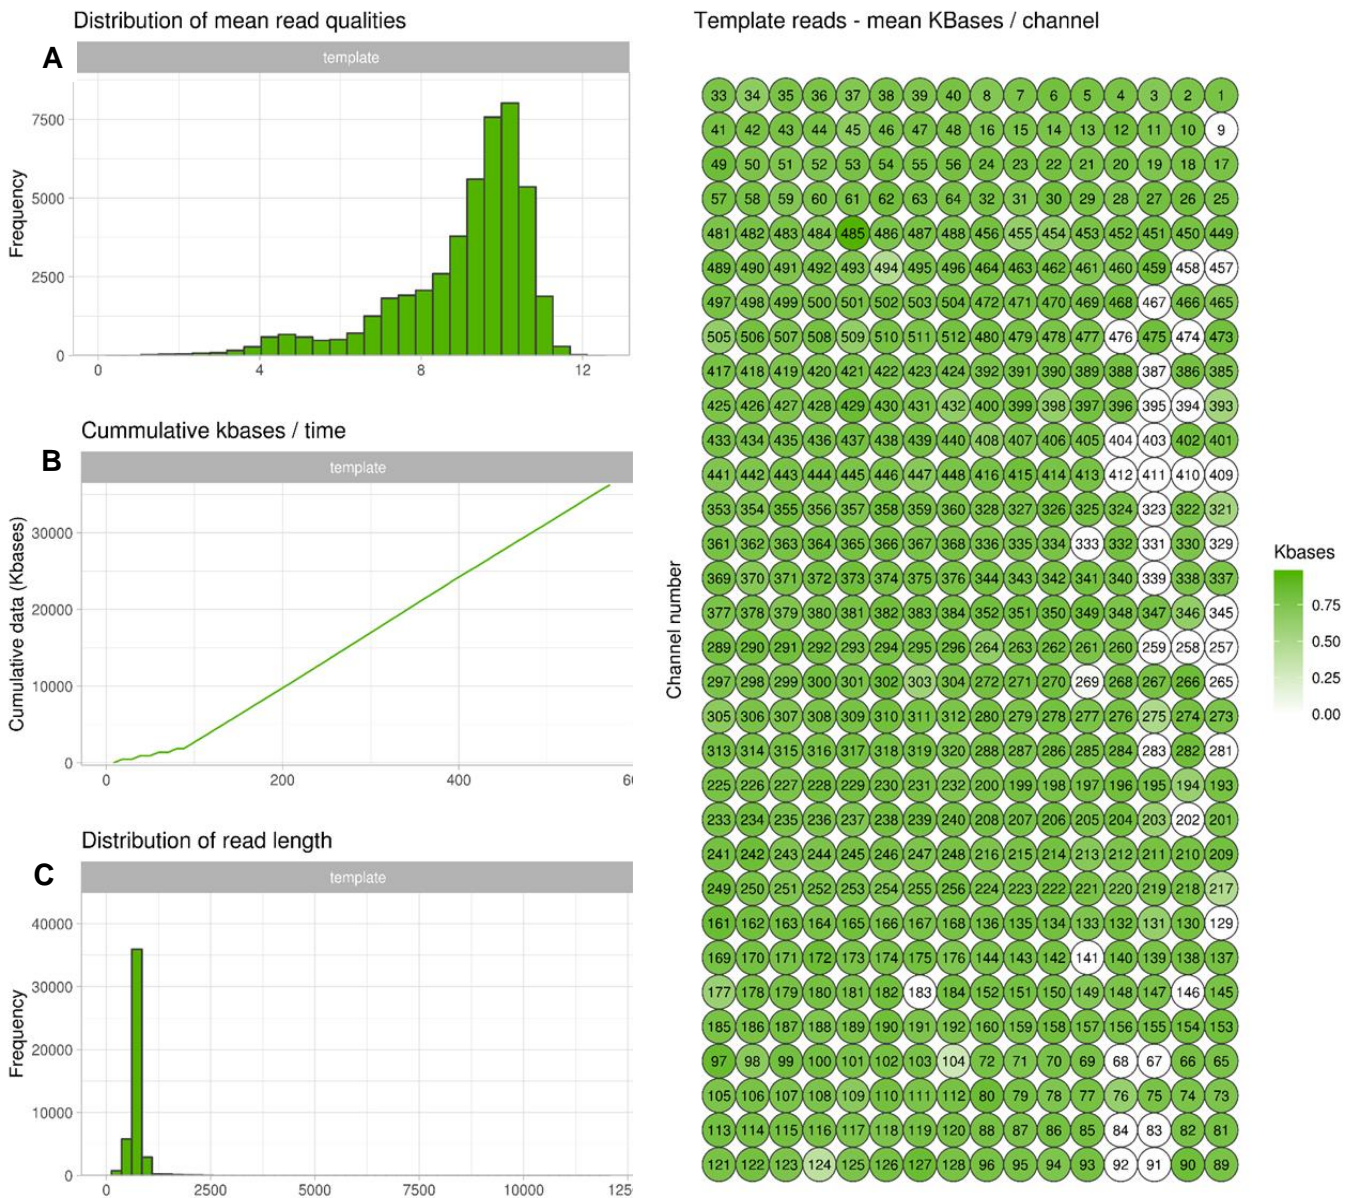 Distribution of mean read qualities
A
template
7500
5000
2500
0
Frequency
0 4 8 12
Cummulative kbases / time
B
template
30000
20000
10000
0
Cumulative data (Kbases)
0 200 400 60
Distribution of read length
C
template
40000
30000
20000
10000
0
Frequency
0 2500 5000 7500 10000 125
Template reads - mean KBases / channel
Channel number
33 34 35 36 37 38 39 40 8 7 6 5 4 3 2 1
41 42 43 44 45 46 47 48 16 15 14 13 12 11 10 9
49 50 51 52 53 54 55 56 24 23 22 21 20 19 18 17
57 58 59 60 61 62 63 64 32 31 30 29 28 27 26 25
481 482 483 484 485 486 487 488 456 455 454 453 452 451 450 449
489 490 491 492 493 494 495 496 464 463 462 461 460 459 458 457
497 498 499 500 501 502 503 504 472 471 470 469 468 467 466 465
505 506 507 508 509 510 511 512 480 479 478 477 476 475 474 473
417 418 419 420 421 422 423 424 392 391 390 389 388 387 386 385
425 426 427 428 429 430 431 432 400 399 398 397 396 395 394 393
433 434 435 436 437 438 439 440 408 407 406 405 404 403 402 401
441 442 443 444 445 446 447 448 416 415 414 413 412 411 410 409
353 354 355 356 357 358 359 360 328 327 326 325 324 323 322 321
361 362 363 364 365 366 367 368 336 335 334 333 332 331 330 329
369 370 371 372 373 374 375 376 344 343 342 341 340 339 338 337
377 378 379 380 381 382 383 384 352 351 350 349 348 347 346 345
289 290 291 292 293 294 295 296 264 263 262 261 260 259 258 257
297 298 299 300 301 302 303 304 272 271 270 269 268 267 266 265
305 306 307 308 309 310 311 312 280 279 278 277 276 275 274 273
313 314 315 316 317 318 319 320 288 287 286 285 284 283 282 281
225 226 227 228 229 230 231 232 200 199 198 197 196 195 194 193
233 234 235 236 237 238 239 240 208 207 206 205 204 203 202 201
241 242 243 244 245 246 247 248 216 215 214 213 212 211 210 209
249 250 251 252 253 254 255 256 224 223 222 221 220 219 218 217
161 162 163 164 165 166 167 168 136 135 134 133 132 131 130 129
169 170 171 172 173 174 175 176 144 143 142 141 140 139 138 137
177 178 179 180 181 182 183 184 152 151 150 149 148 147 146 145
185 186 187 188 189 190 191 192 160 159 158 157 156 155 154 153
97 98 99 100 101 102 103 104 72 71 70 69 68 67 66 65
105 106 107 108 109 110 111 112 80 79 78 77 76 75 74 73
113 114 115 116 117 118 119 120 88 87 86 85 84 83 82 81
121 122 123 124 125 126 127 128 96 95 94 93 92 91 90 89
Kbases
0.75
0.50
0.25
0.00